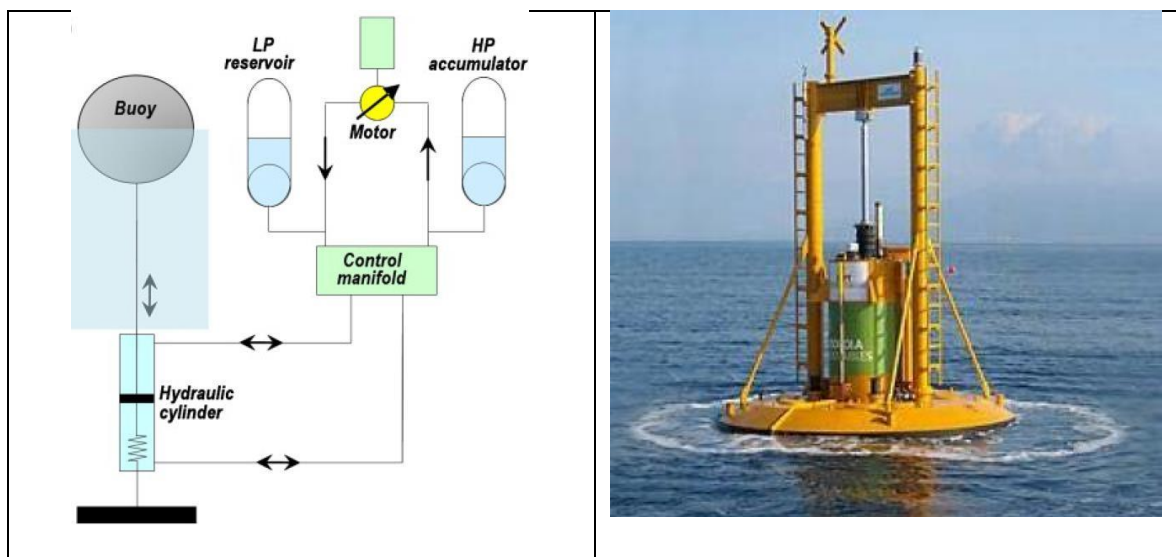 LP
reservoir
HP
accumulator
Buoy
Motor
Control
manifold
Hydraulic
cylinder